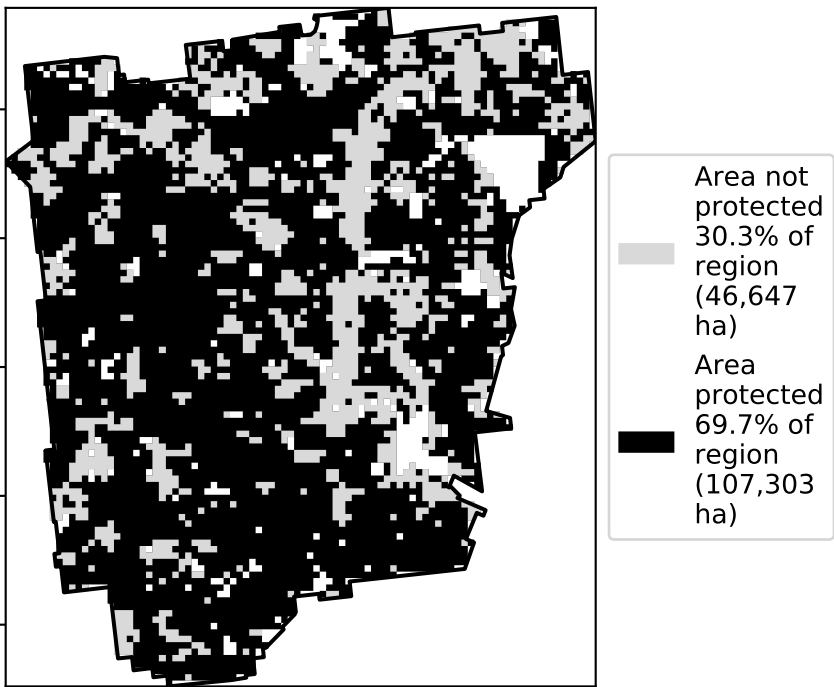 Area not
protected
30.3% of
region
(46,647
ha)
Area
protected
69.7% of
region
(107,303
ha)